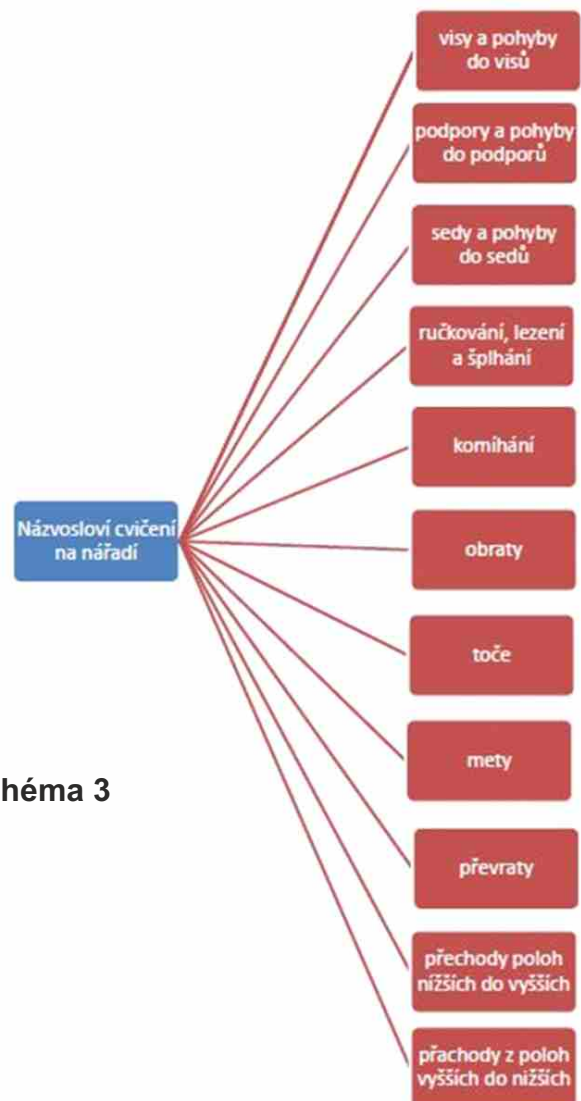 visy a pohyby
do visů
podpory a pohyby
do podporů
sedy a pohyby
do sedů
ručkování, lezení
a šplhání
komíhání
Názvosloví cvičení
na nářadí
obraty
toče
mety
héma 3
převraty
přechody poloh
nížších do vyšších
přachody z poloh
vyšších do nižších